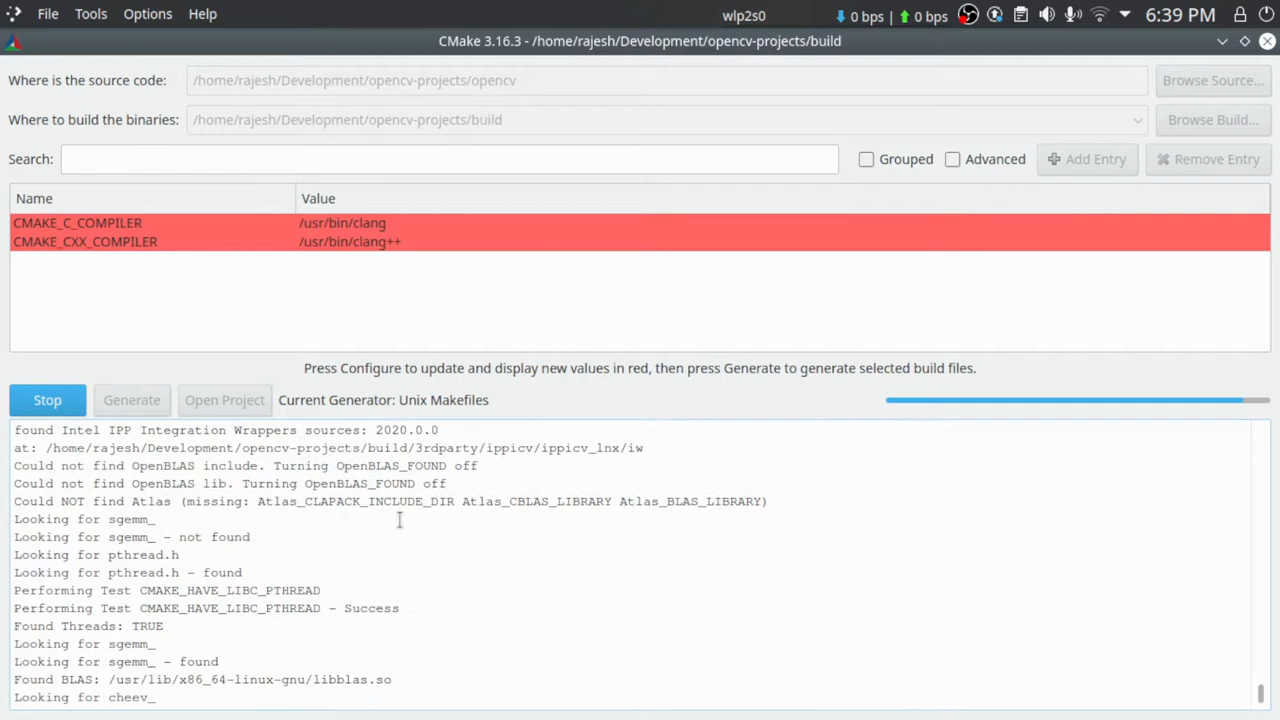 File Tools Options Help wlp2s0 0 bps 0 bps 6:39 PM
CMake 3.16.3 - /home/rajesh/Development/opencv-projects/build
Where is the source code: /home/rajesh/Development/opencv-projects/opencv Browse Source...
Where to build the binaries: /home/rajesh/Development/opencv-projects/build Browse Build...
Search: Grouped Advanced Add Entry Remove Entry
Name Value
CMAKE_C_COMPILER /usr/bin/clang
CMAKE_CXX_COMPILER /usr/bin/clang++
Press Configure to update and display new values in red, then press Generate to generate selected build files.
Stop Generate Open Project Current Generator: Unix Makefiles
found Intel IPP Integration Wrappers sources: 2020.0.0
at: /home/rajesh/Development/opencv-projects/build/3rdparty/ippicv/ippicv_lnx/iw
Could not find OpenBLAS include. Turning OpenBLAS_FOUND off
Could not find OpenBLAS lib. Turning OpenBLAS_FOUND off
Could NOT find Atlas (missing: Atlas_CLAPACK_INCLUDE_DIR Atlas_CBLAS_LIBRARY Atlas_BLAS_LIBRARY)
Looking for sgemm_
Looking for sgemm_ - not found
Looking for pthread.h
Looking for pthread.h - found
Performing Test CMAKE_HAVE_LIBC_PTHREAD
Performing Test CMAKE_HAVE_LIBC_PTHREAD - Success
Found Threads: TRUE
Looking for sgemm_
Looking for sgemm_ - found
Found BLAS: /usr/lib/x86_64-linux-gnu/libblas.so
Looking for cheev_